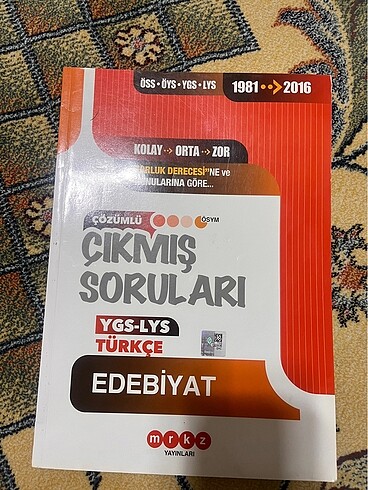 ÖSS • ÖYS • YGS • LYS
1981 2016
KOLAY ORTA ZOR
DERECESİ"NE ve
GÖRE...
ÇÖZÜMLÜ
ÖSYM
ÇIKMIŞ
SORULARI
YGS-LYS
TÜRKÇE
EDEBİYAT
mrkz
YAYINLARI